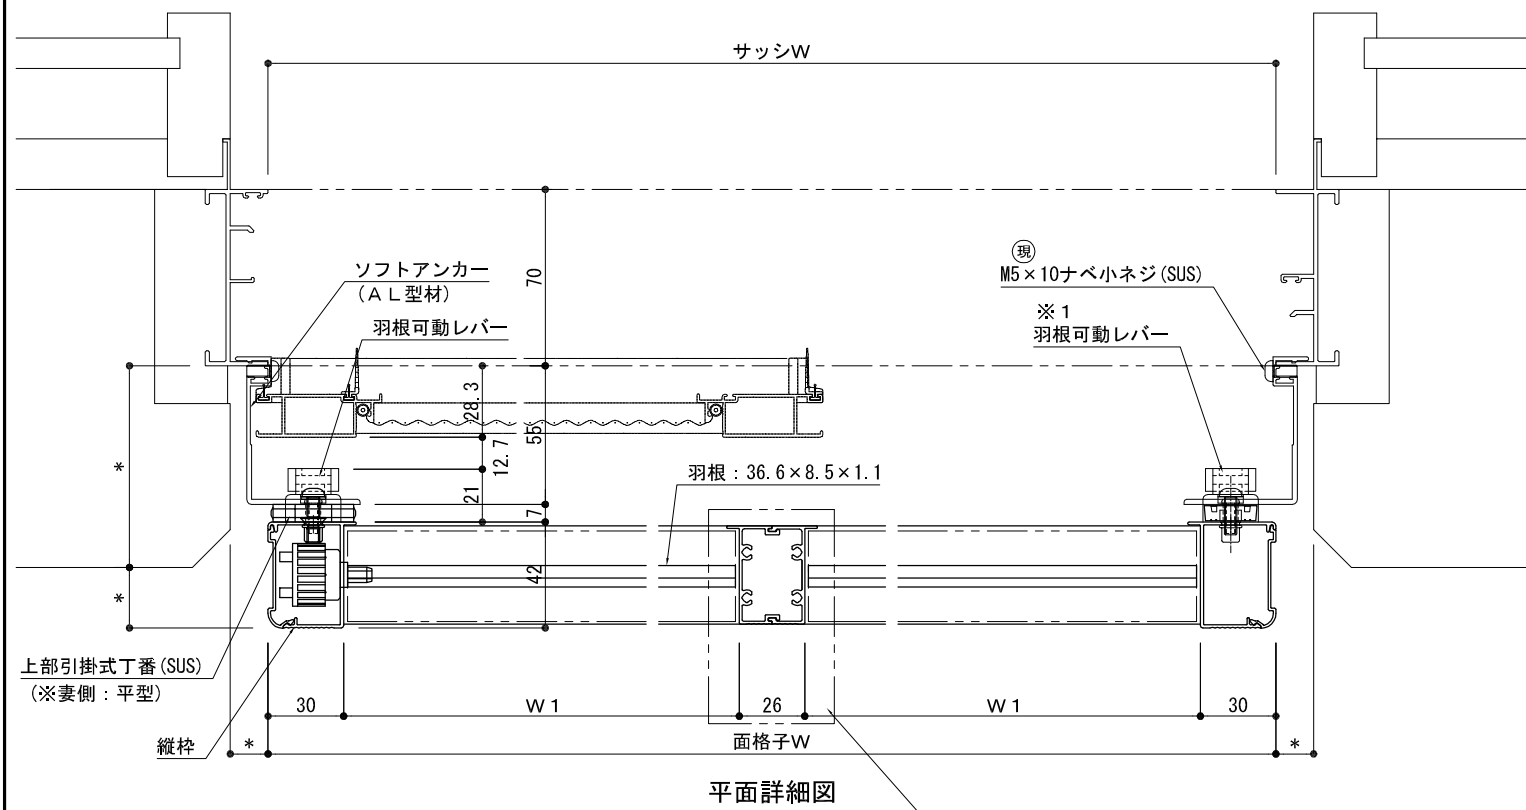 サッシW
ソフトアンカー
(AL型材)
羽根可動レバー
70
現
M5×10ナベ小ネジ(SUS)
※1
羽根可動レバー
28.3
55
12.7
21
7
42
羽根：36.6×8.5×1.1
*
*
上部引掛式丁番(SUS)
(※妻側：平型)
縦枠
30
W1
26
W1
30
*
面格子W
*
平面詳細図